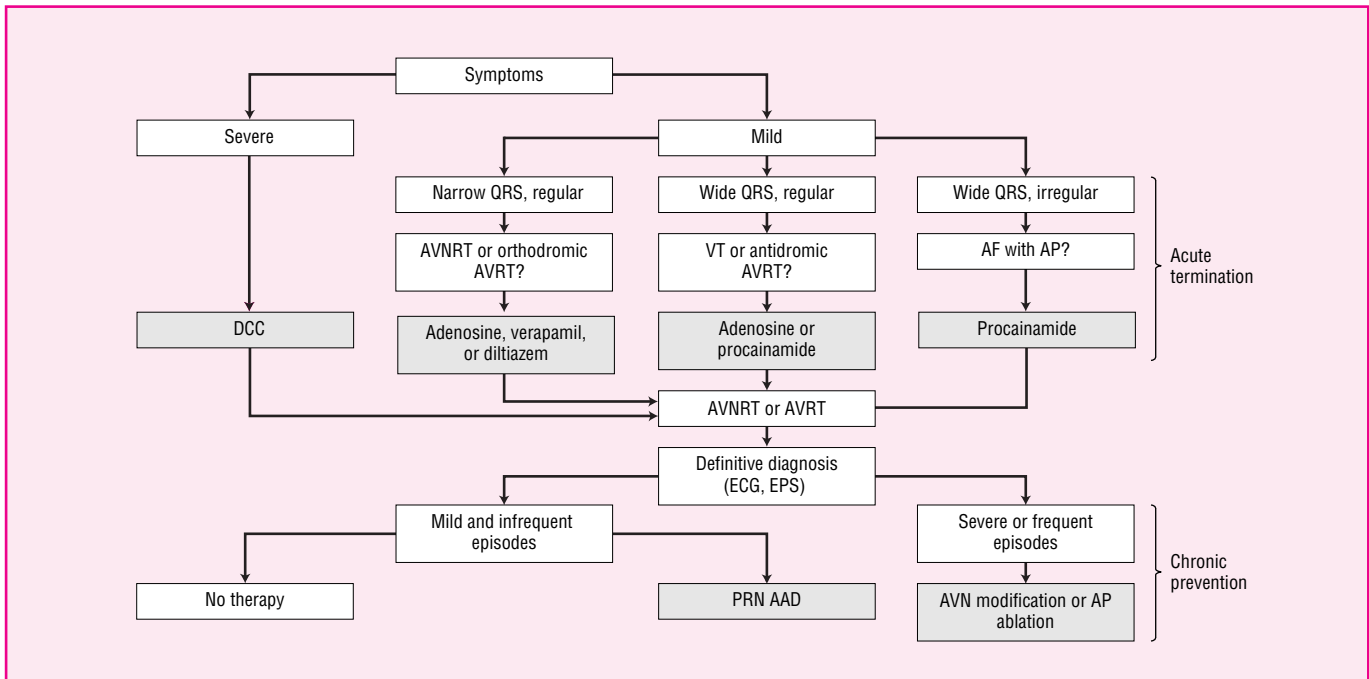 Symptoms
Severe
Mild
Narrow QRS, regular
Wide QRS, regular
Wide QRS, irregular
AVNRT or orthodromic
AVRT?
VT or antidromic
AVRT?
AF with AP?
Acute
termination
DCC
Adenosine, verapamil,
or diltiazem
Adenosine or
procainamide
Procainamide
AVNRT or AVRT
Definitive diagnosis
(ECG, EPS)
Mild and infrequent
episodes
Severe or frequent
episodes
Chronic
prevention
No therapy
PRN AAD
AVN modification or AP
ablation